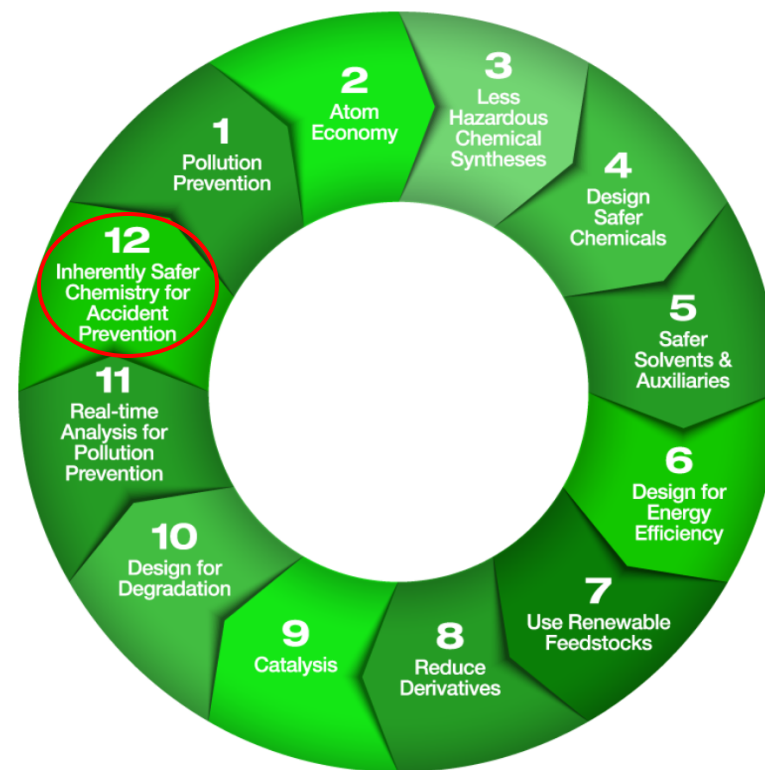 1
Pollution
Prevention
2
Atom
Economy
3
Less
Hazardous
Chemical
Syntheses
4
Design
Safer
Chemicals
5
Safer
Solvents &
Auxiliaries
6
Design for
Energy
Efficiency
7
Use Renewable
Feedstocks
8
Reduce
Derivatives
9
Catalysis
10
Design for
Degradation
11
Real-time
Analysis for
Pollution
Prevention
12
Inherently Safer
Chemistry for
Accident
Prevention